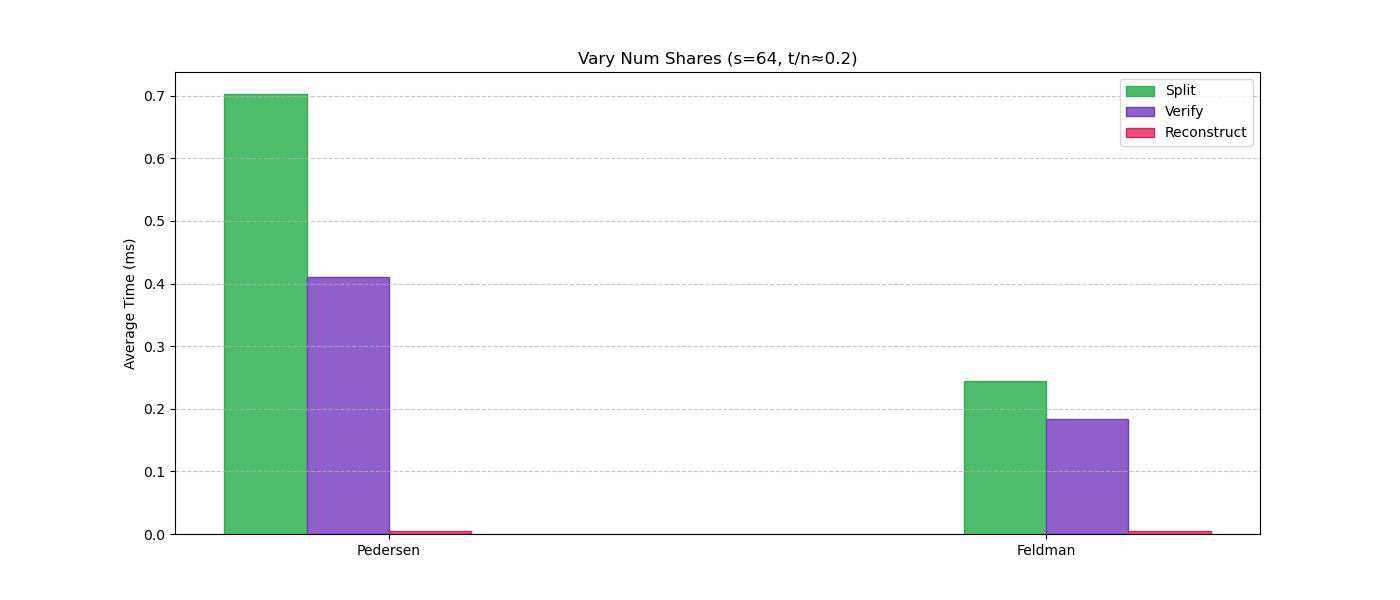 Vary Num Shares (s=64, t/n≈0.2)
Split
Verify
Reconstruct
Average Time (ms)
0.7
0.6
0.5
0.4
0.3
0.2
0.1
0.0
Pedersen
Feldman